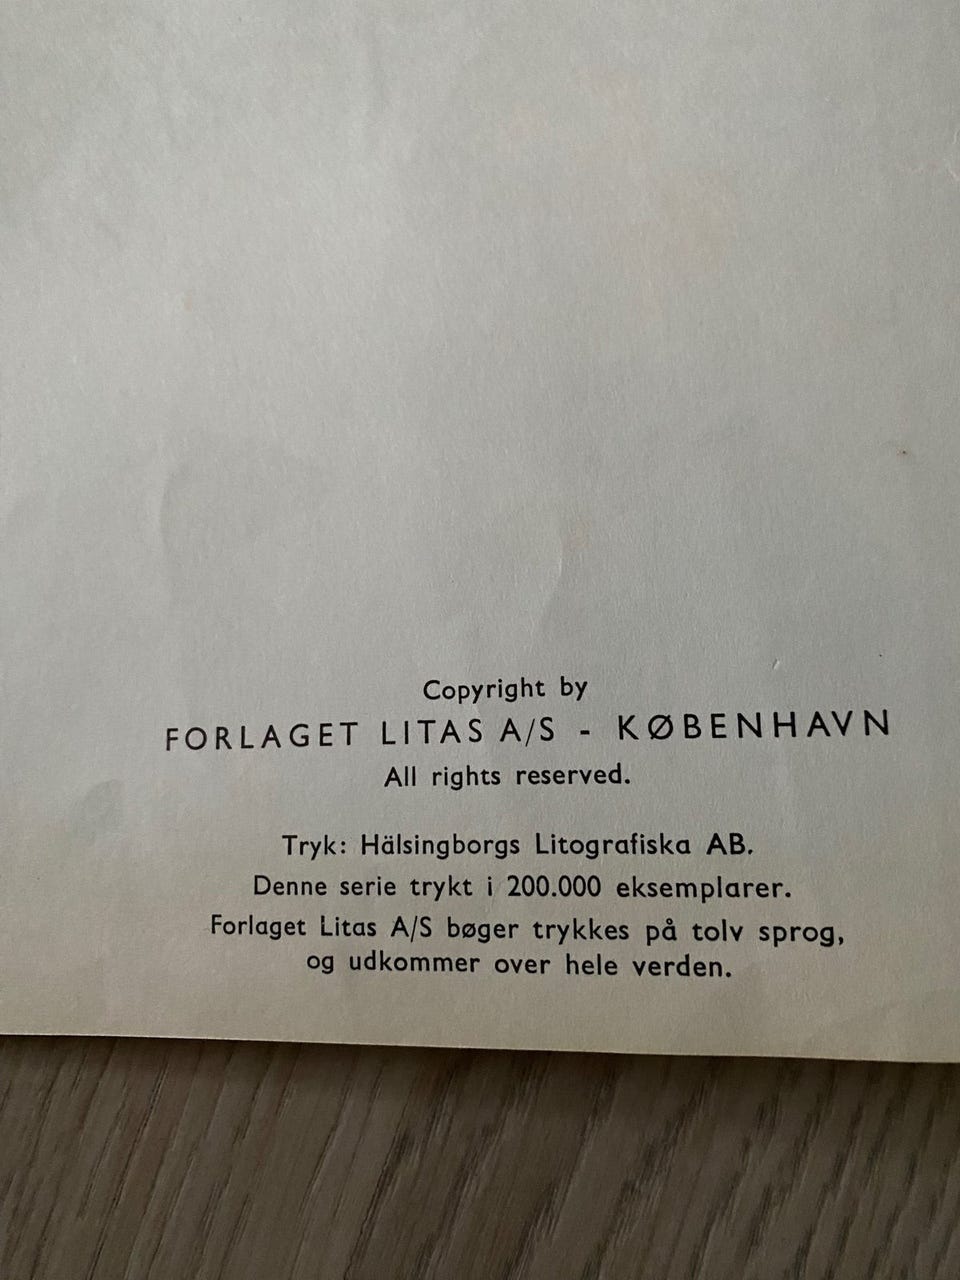 Copyright by
FORLAGET LITAS A/S - KØBENHAVN
All rights reserved.
Tryk: Hälsingborgs Litografiska AB.
Denne serie trykt i 200.000 eksemplarer.
Forlaget Litas A/S bøger trykkes på tolv sprog,
og udkommer over hele verden.